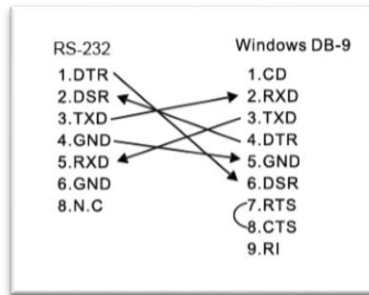 RS-232
1.DTR
2.DSR
3.TXD
4.GND
5.RXD
6.GND
8.N.C
Windows DB-9
1.CD
2.RXD
3.TXD
4.DTR
5.GND
6.DSR
7.RTS
8.CTS
9.RI